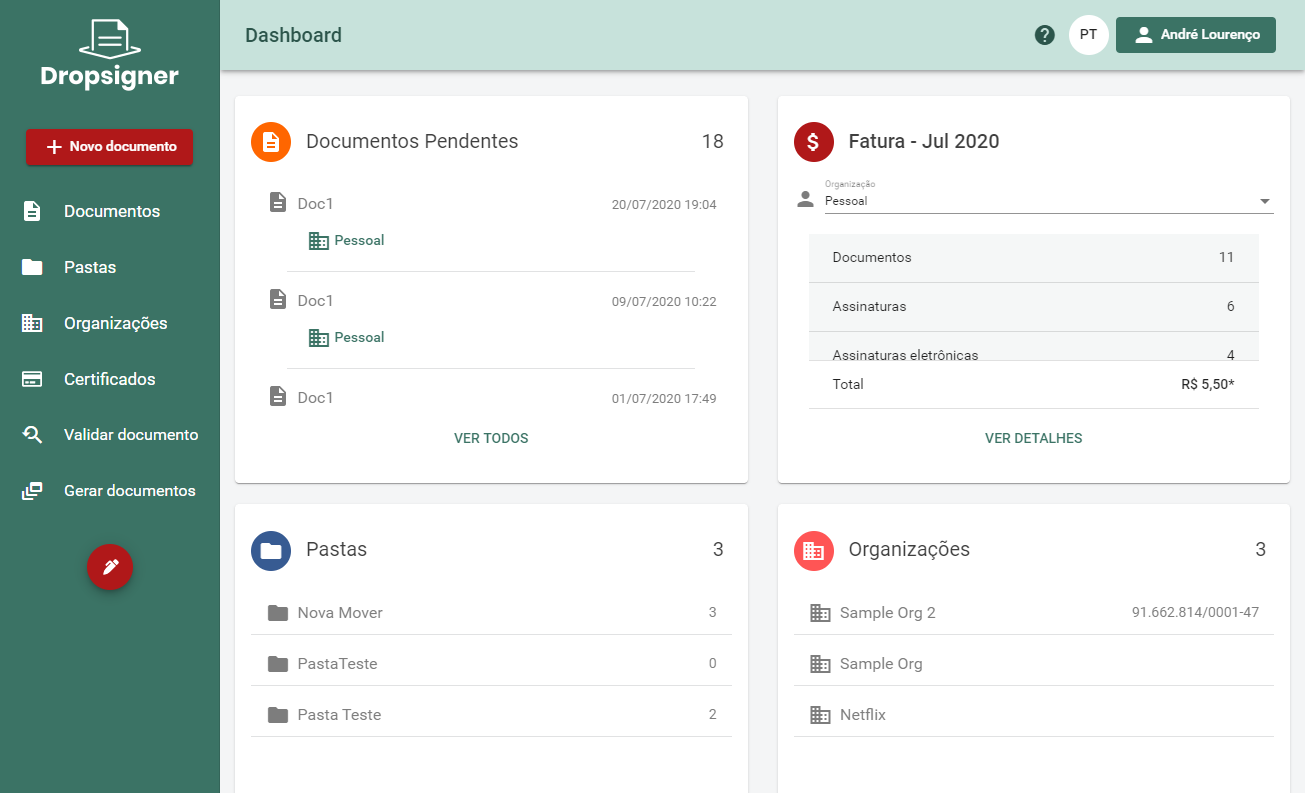 Dropsigner
Novo documento
Documentos
Pastas
Organizações
Certificados
Validar documento
Gerar documentos
Dashboard
? PT André Lourenço
Documentos Pendentes 18
Doc1 20/07/2020 19:04
Pessoal
Doc1 09/07/2020 10:22
Pessoal
Doc1 01/07/2020 17:49
VER TODOS
$ Fatura - Jul 2020
Organização
Pessoal
Documentos 11
Assinaturas 6
Assinaturas eletrônicas 4
Total R$ 5,50*
VER DETALHES
Pastas 3
Nova Mover 3
PastaTeste 0
Pasta Teste 2
Organizações 3
Sample Org 2 91.662.814/0001-47
Sample Org
Netflix